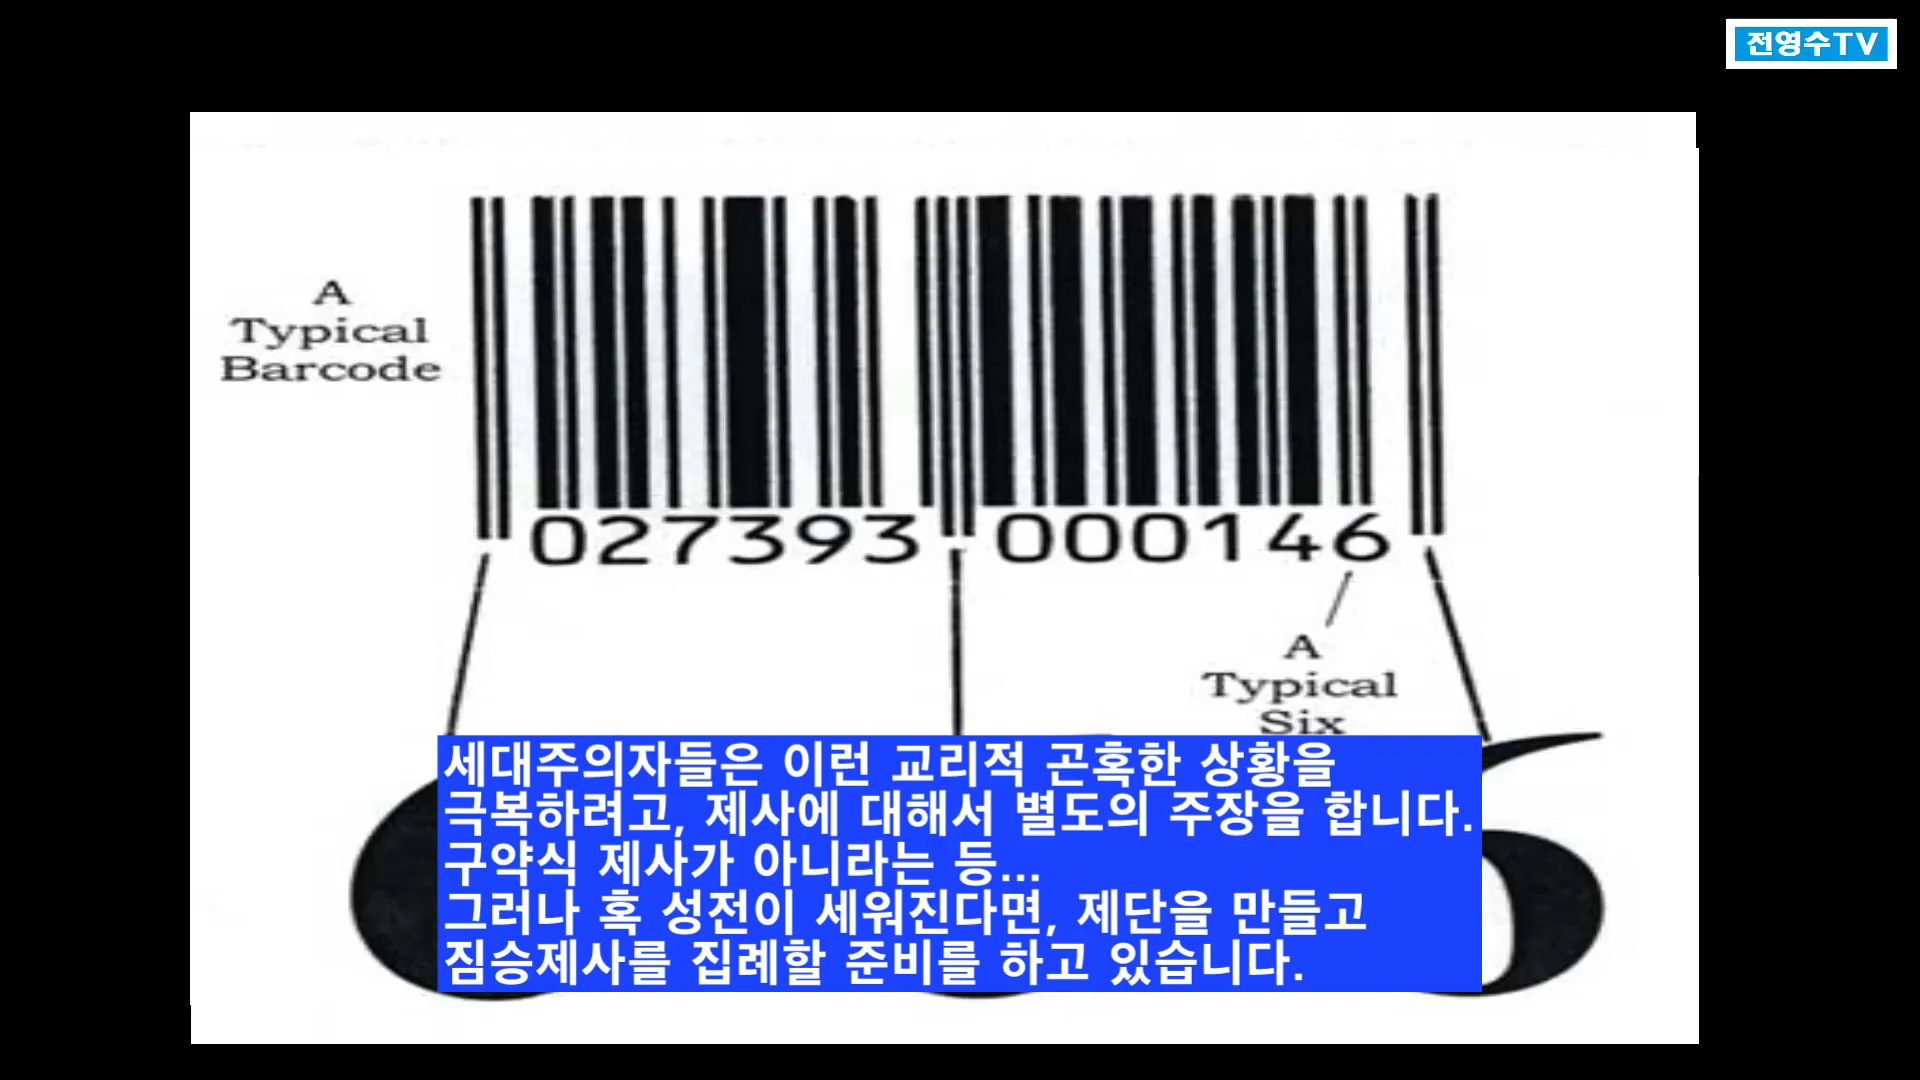 전영수TV
A
Typical
Barcode
027393 000146
A
Typical
Six
세대주의자들은 이런 교리적 곤혹한 상황을
극복하려고, 제사에 대해서 별도의 주장을 합니다.
구약식 제사가 아니라는 등...
그러나 혹 성전이 세워진다면, 제단을 만들고
짐승제사를 집례할 준비를 하고 있습니다.